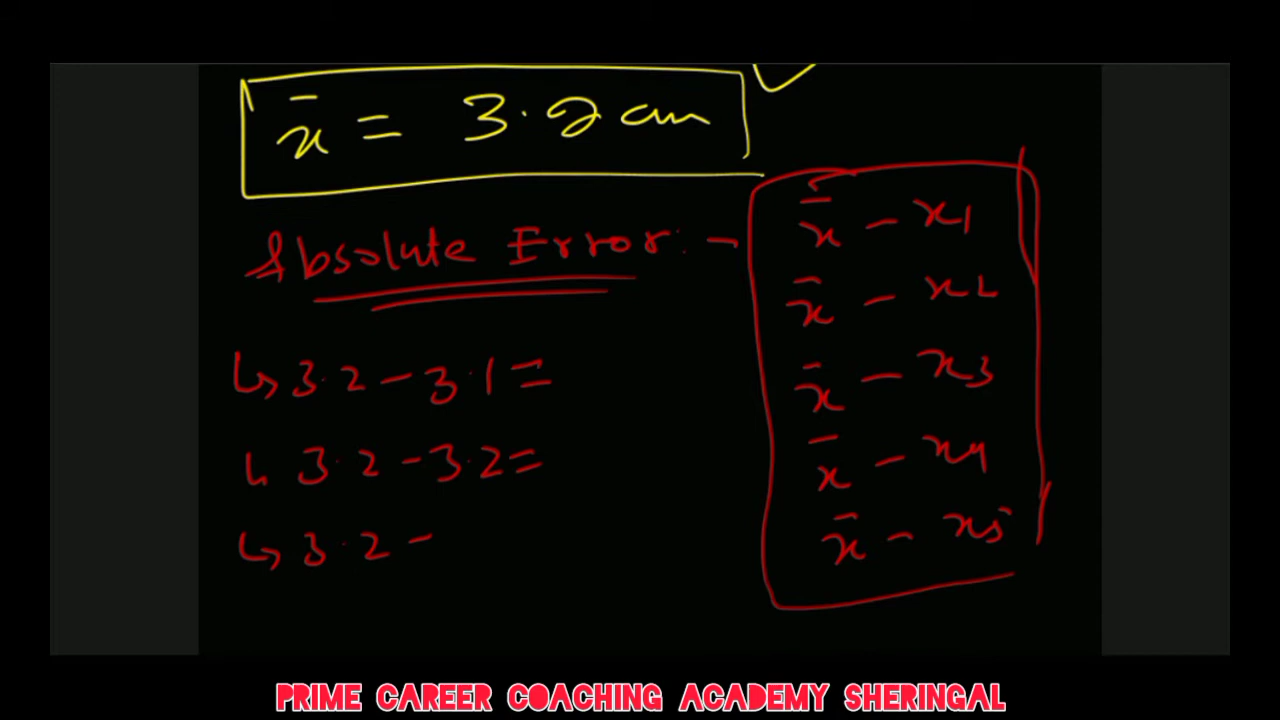 x̄ = 3.2 cm
Absolute Error: -
x̄ - x1
x̄ - x2
x̄ - x3
x̄ - x4
x̄ - x5
↳ 3.2 - 3.1 =
↳ 3.2 - 3.2 =
↳ 3.2 -
PRIME CAREER COACHING ACADEMY SHERINGAL